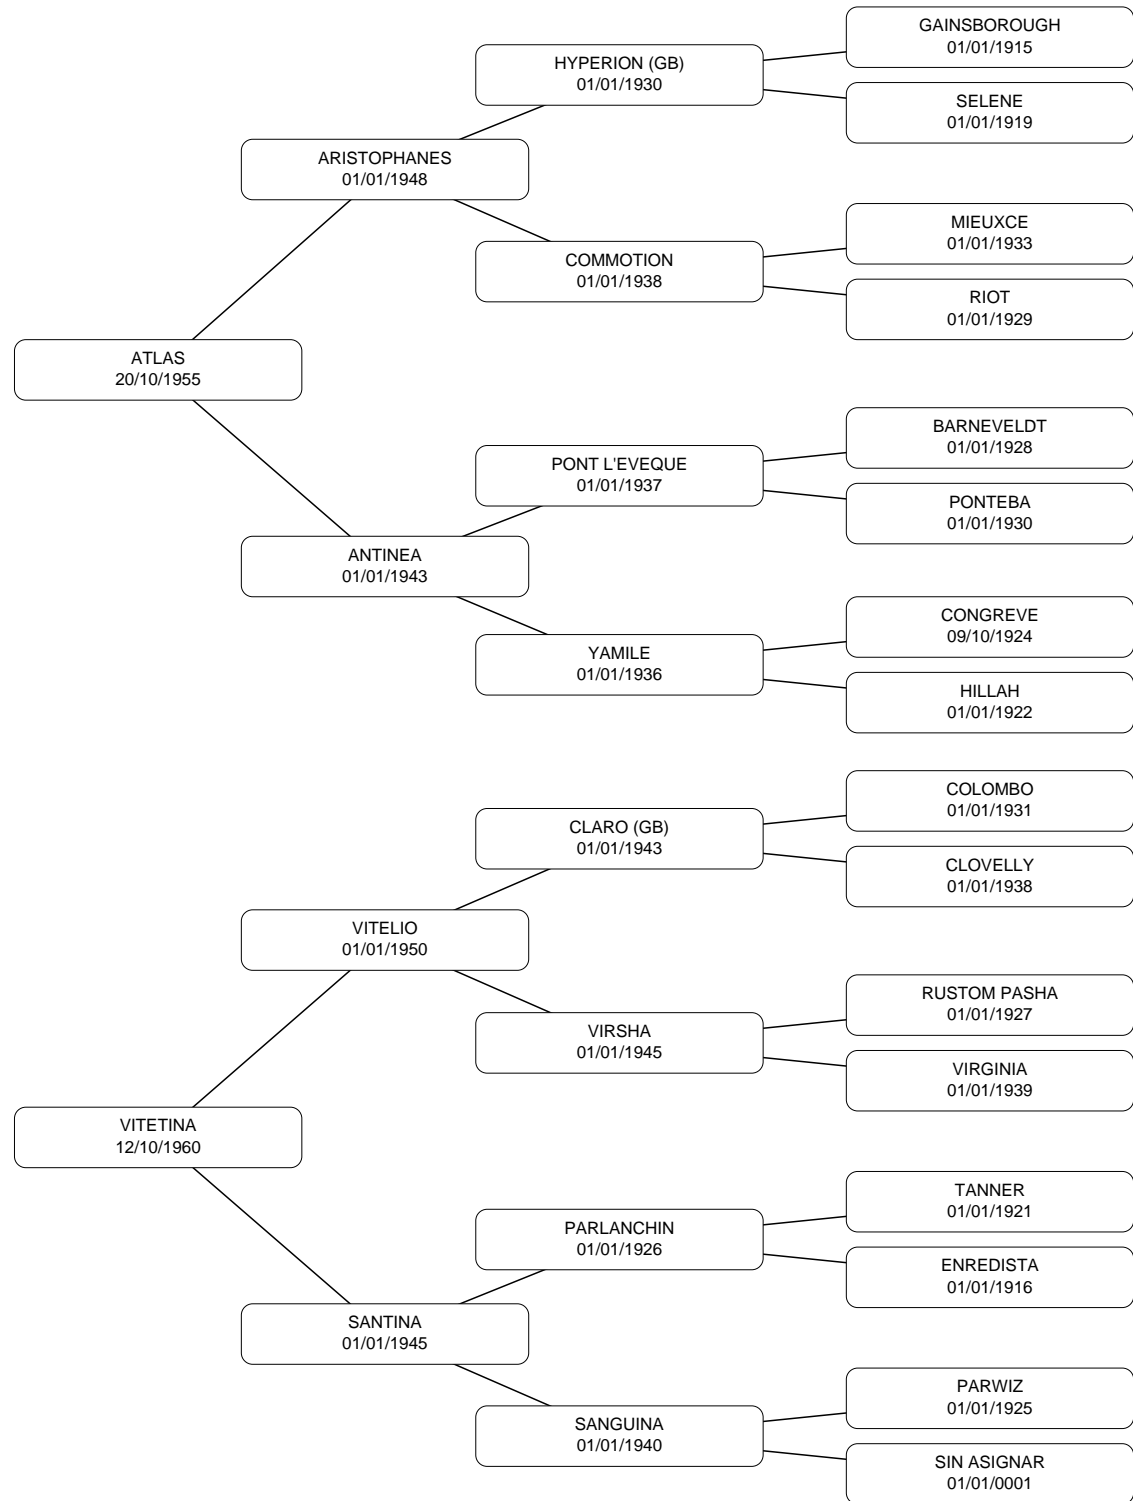 GAINSBOROUGH
01/01/1915
HYPERION (GB)
01/01/1930
SELENE
01/01/1919
ARISTOPHANES
01/01/1948
MIEUXCE
01/01/1933
COMMOTION
01/01/1938
RIOT
01/01/1929
ATLAS
20/10/1955
BARNEVELDT
01/01/1928
PONT L'EVEQUE
01/01/1937
PONTEBA
01/01/1930
ANTINEA
01/01/1943
CONGREVE
09/10/1924
YAMILE
01/01/1936
HILLAH
01/01/1922
COLOMBO
01/01/1931
CLARO (GB)
01/01/1943
CLOVELLY
01/01/1938
VITELIO
01/01/1950
RUSTOM PASHA
01/01/1927
VIRSHA
01/01/1945
VIRGINIA
01/01/1939
VITETINA
12/10/1960
TANNER
01/01/1921
PARLANCHIN
01/01/1926
ENREDISTA
01/01/1916
SANTINA
01/01/1945
PARWIZ
01/01/1925
SANGUINA
01/01/1940
SIN ASIGNAR
01/01/0001